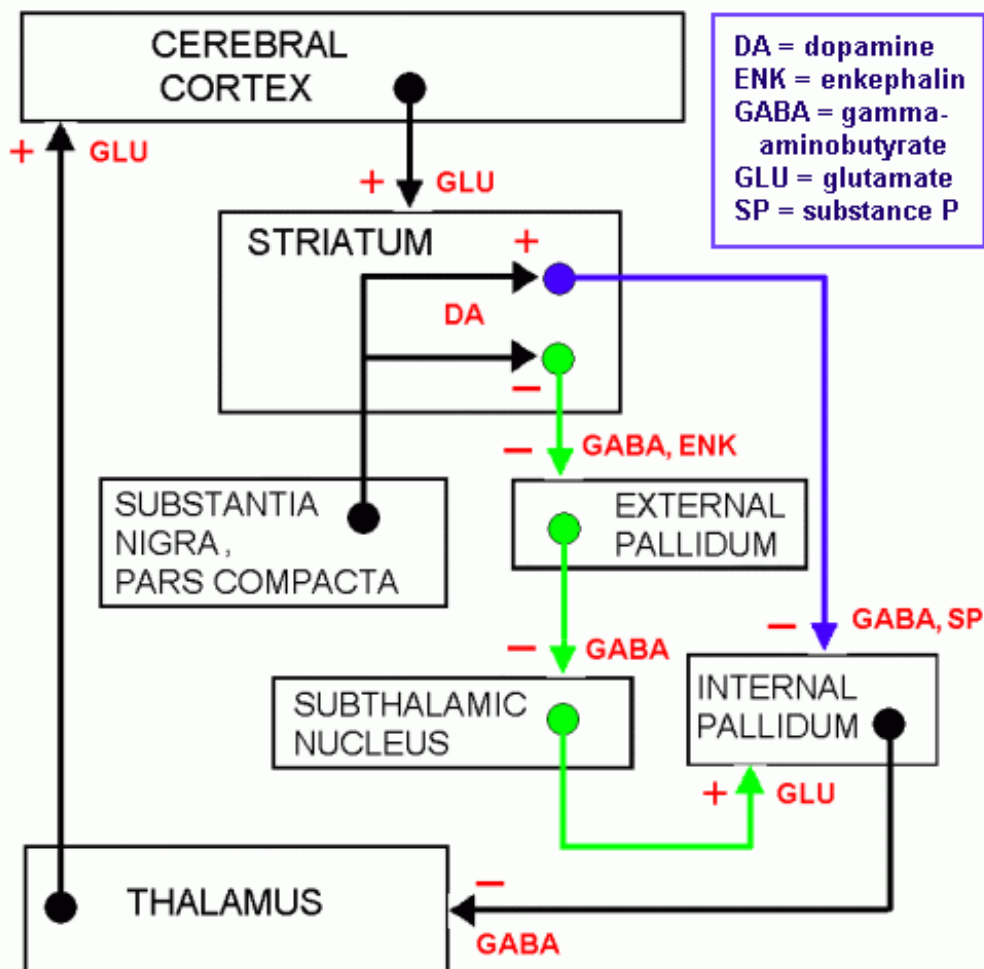 CEREBRAL
CORTEX
DA = dopamine
ENK = enkephalin
GABA = gamma-
aminobutyrate
GLU = glutamate
SP = substance P
+ GLU
+ GLU
STRIATUM
+
DA
−
− GABA, ENK
SUBSTANTIA
NIGRA ,
PARS COMPACTA
EXTERNAL
PALLIDUM
− GABA, SP
− GABA
SUBTHALAMIC
NUCLEUS
INTERNAL
PALLIDUM
+ GLU
THALAMUS
−
GABA